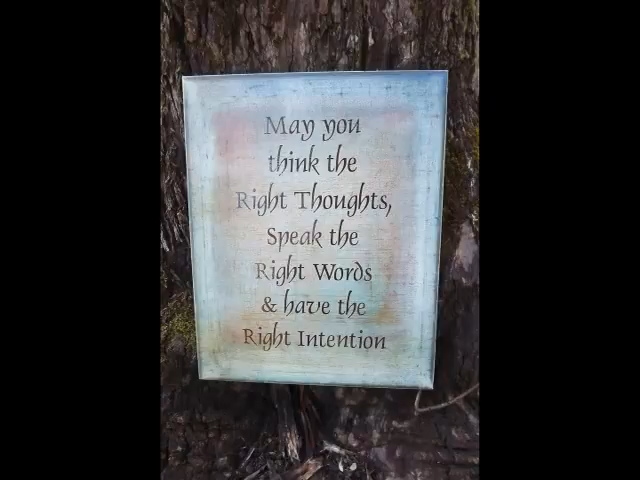 May you
think the
Right Thoughts,
Speak the
Right Words
& have the
Right Intention